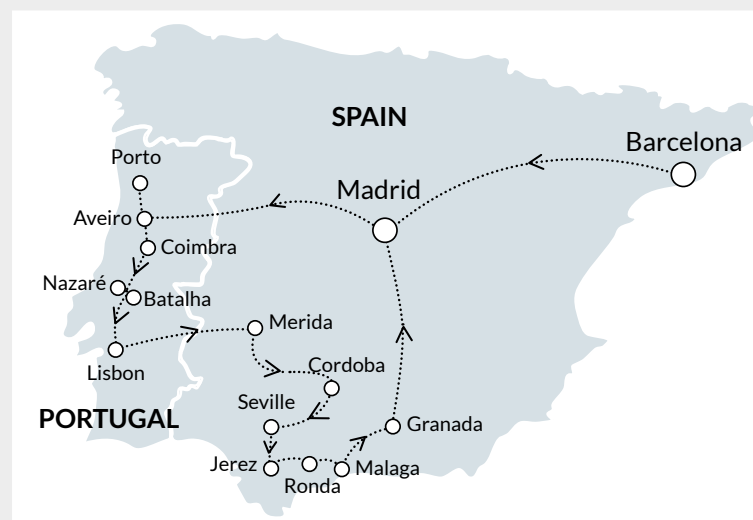 SPAIN
Barcelona
Porto
Madrid
Aveiro
Coimbra
Nazaré
Batalha
Merida
Lisbon
Cordoba
Seville
PORTUGAL
Granada
Jerez
Malaga
Ronda